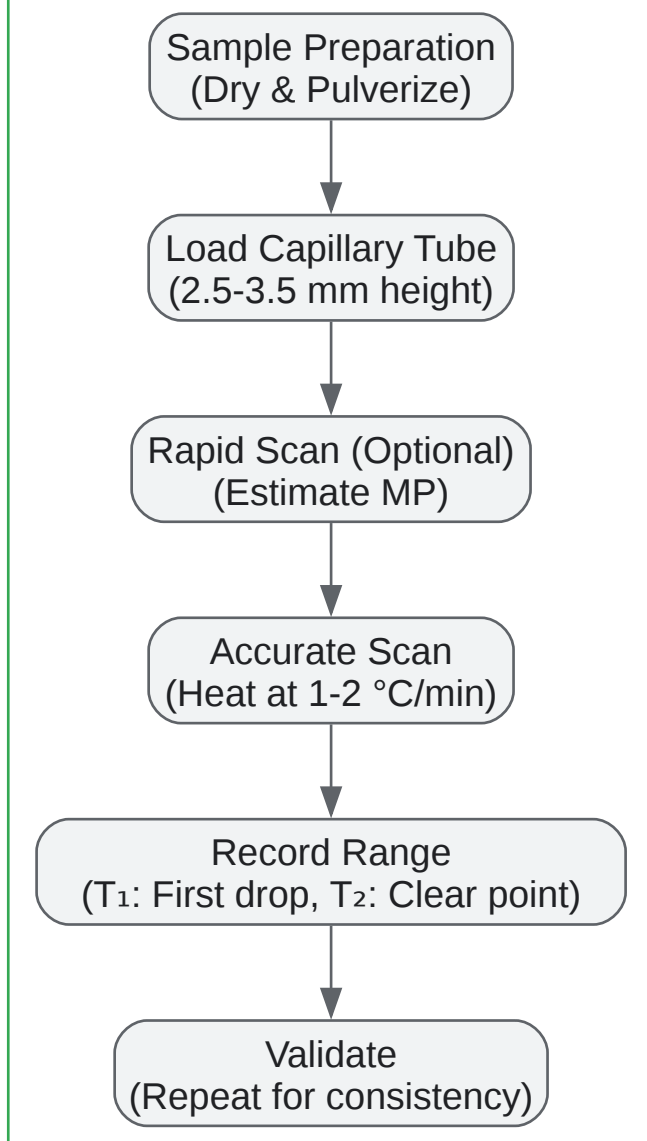 Sample Preparation
(Dry & Pulverize)
Load Capillary Tube
(2.5-3.5 mm height)
Rapid Scan (Optional)
(Estimate MP)
Accurate Scan
(Heat at 1-2 °C/min)
Record Range
(T₁: First drop, T₂: Clear point)
Validate
(Repeat for consistency)